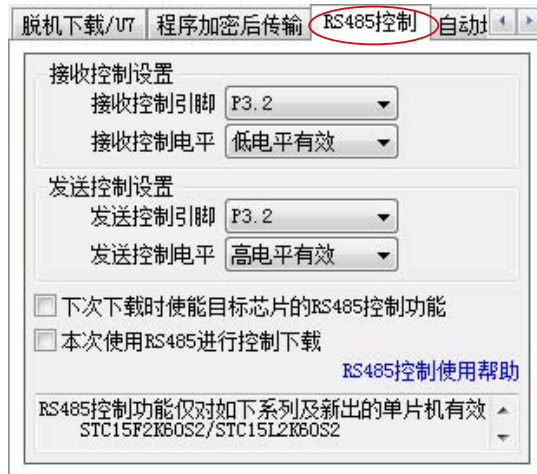 脱机下载/U7 程序加密后传输 RS485控制
接收控制设置
接收控制引脚 P3.2
接收控制电平 低电平有效
发送控制设置
发送控制引脚 P3.2
发送控制电平 高电平有效
下次下载时使能目标芯片的RS485控制功能
本次使用RS485进行控制下载
RS485控制使用帮助
RS485控制功能仅对如下系列及新出的单片机有效
STC15F2K60S2/STC15L2K60S2